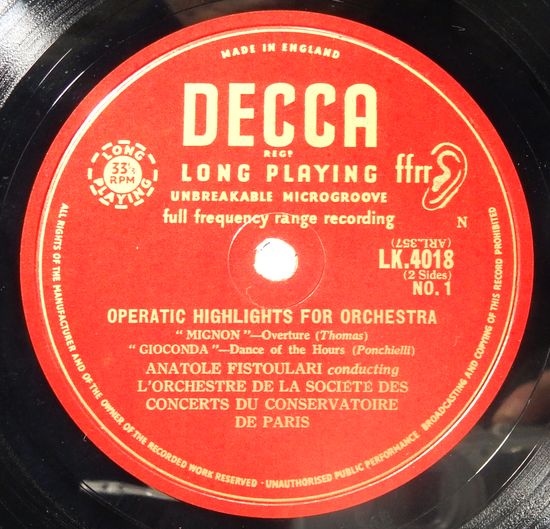 MADE IN ENGLAND
DECCA
REGD
LONG PLAYING
UNBREAKABLE MICROGROOVE
full frequency range recording
LONG
33⅓
RPM
PLAYING
ffrr
N
(ARL.357)
LK.4018
(2 Sides)
NO. 1
OPERATIC HIGHLIGHTS FOR ORCHESTRA
"MIGNON"—Overture (Thomas)
"GIOCONDA"—Dance of the Hours (Ponchielli)
ANATOLE FISTOULARI conducting
L'ORCHESTRE DE LA SOCIÉTÉ DES
CONCERTS DU CONSERVATOIRE
DE PARIS
ALL RIGHTS OF THE MANUFACTURER AND OF THE OWNER OF THE RECORDED WORK RESERVED · UNAUTHORISED PUBLIC PERFORMANCE BROADCASTING AND COPYING OF THIS RECORD PROHIBITED